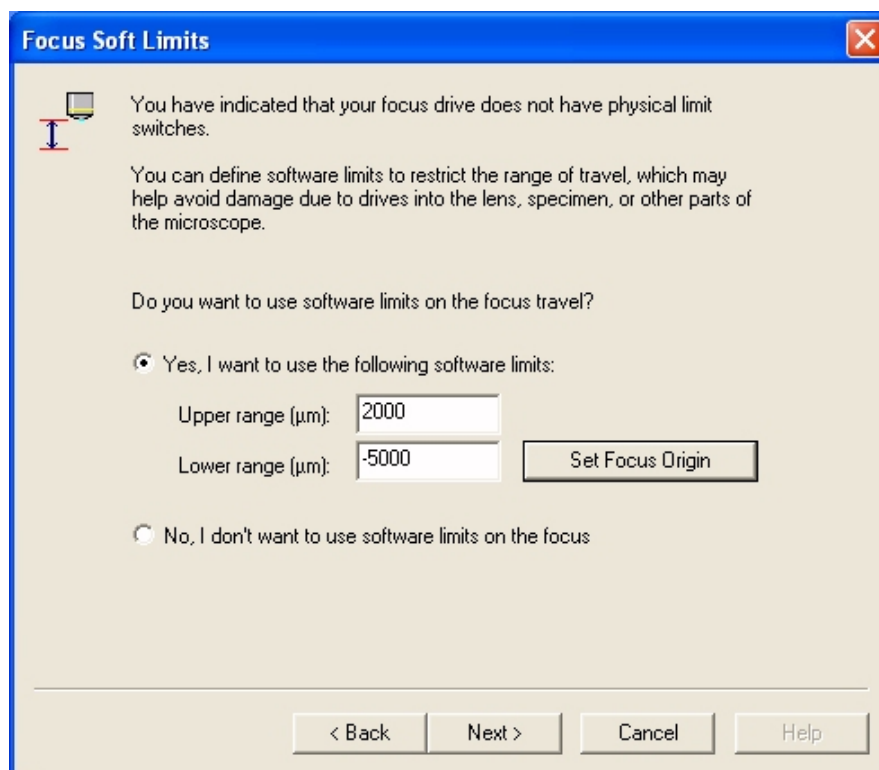 Focus Soft Limits
You have indicated that your focus drive does not have physical limit
switches.
You can define software limits to restrict the range of travel, which may
help avoid damage due to drives into the lens, specimen, or other parts of
the microscope.
Do you want to use software limits on the focus travel?
Yes, I want to use the following software limits:
Upper range (µm): 2000
Lower range (µm): -5000 Set Focus Origin
No, I don't want to use software limits on the focus
< Back Next > Cancel Help